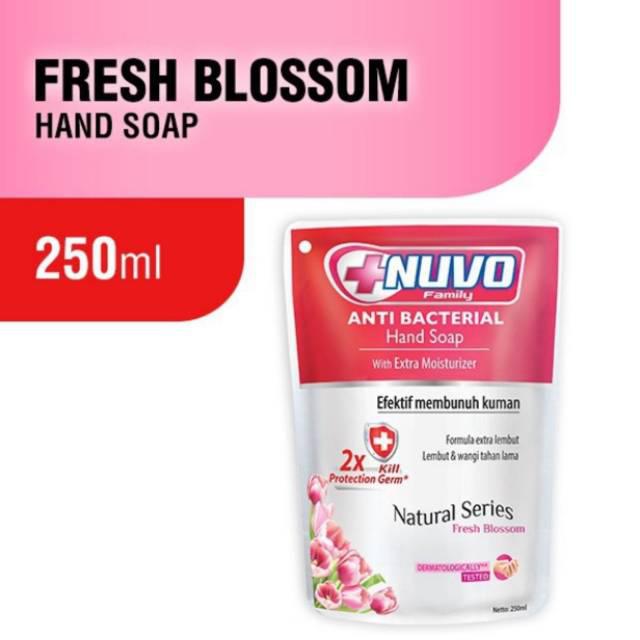 FRESH BLOSSOM
HAND SOAP
250ml
NUVO
Family
ANTI BACTERIAL
Hand Soap
With Extra Moisturizer
Efektif membunuh kuman
Formula extra lembut
Lembut & wangi tahan lama
2x Kill
Protection Germ*
Natural Series
Fresh Blossom
DERMATOLOGICALLY**
TESTED
Netto: 250ml